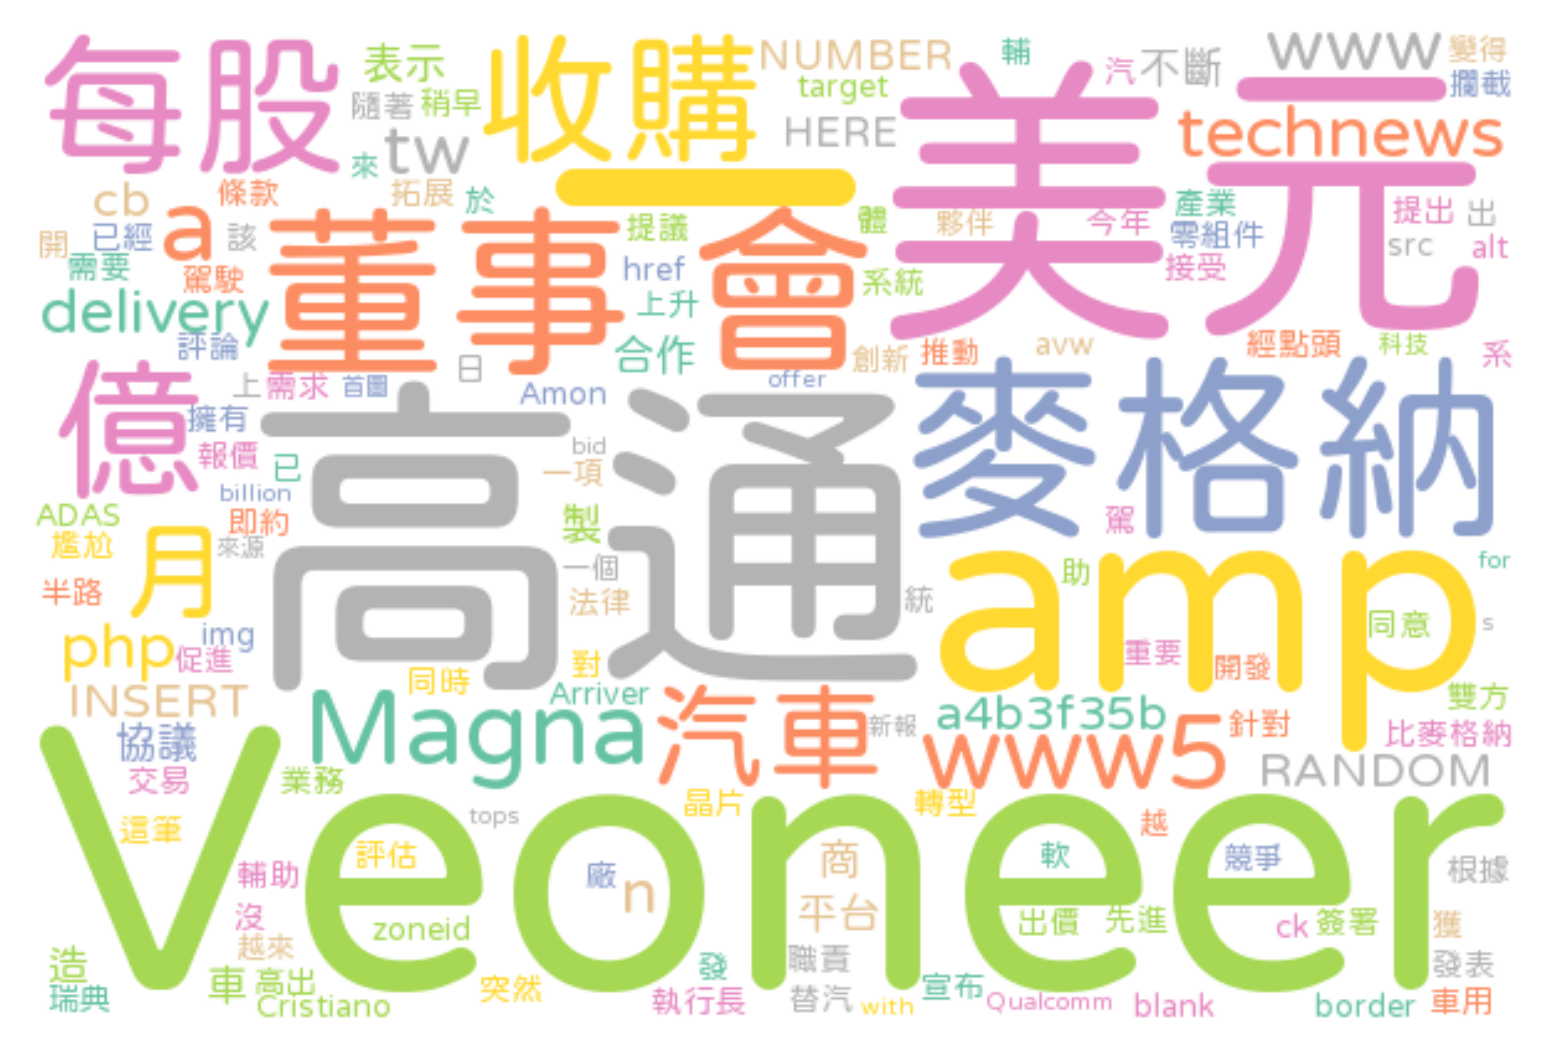 每股 表示 收購 NUMBER 輔 汽 不斷 www 變得
隨著 稍早 target 攔截
來 tw HERE 美元 technews
cb 條款 拓展 於 一 產業 提出 出
開 已經 a 該 提議 體 夥伴 今年 零組件 src alt
需要 駕駛 董事會 href 系統 接受
delivery 上升
評論 日 合作 創新 推動 avw 經點頭 科技 系
億 上 需求 首圖 Amon offer
擁有 高通 麥格納
報價 已 bid
billion 一項
ADAS 即約 製 駕
尷尬 月 來源 一個 助 for
半路 法律 統 amp
php img 同意 s
促進 對 重要 開發
INSERT 同時 Arriver 雙方
協議 Magna 汽車 新報 a4b3f35b 針對 比麥格納
交易 業務 www5 RANDOM
這筆 tops 晶片 轉型 越
Veoneer
評估 商 軟 競爭
輔助 廠 n 根據
沒 zoneid 平台 出價 先進 ck 簽署 獲
造 越來 發 職責 發表
瑞典 車 高出 突然 替汽 宣布
Cristiano 執行長 with Qualcomm blank border 車用